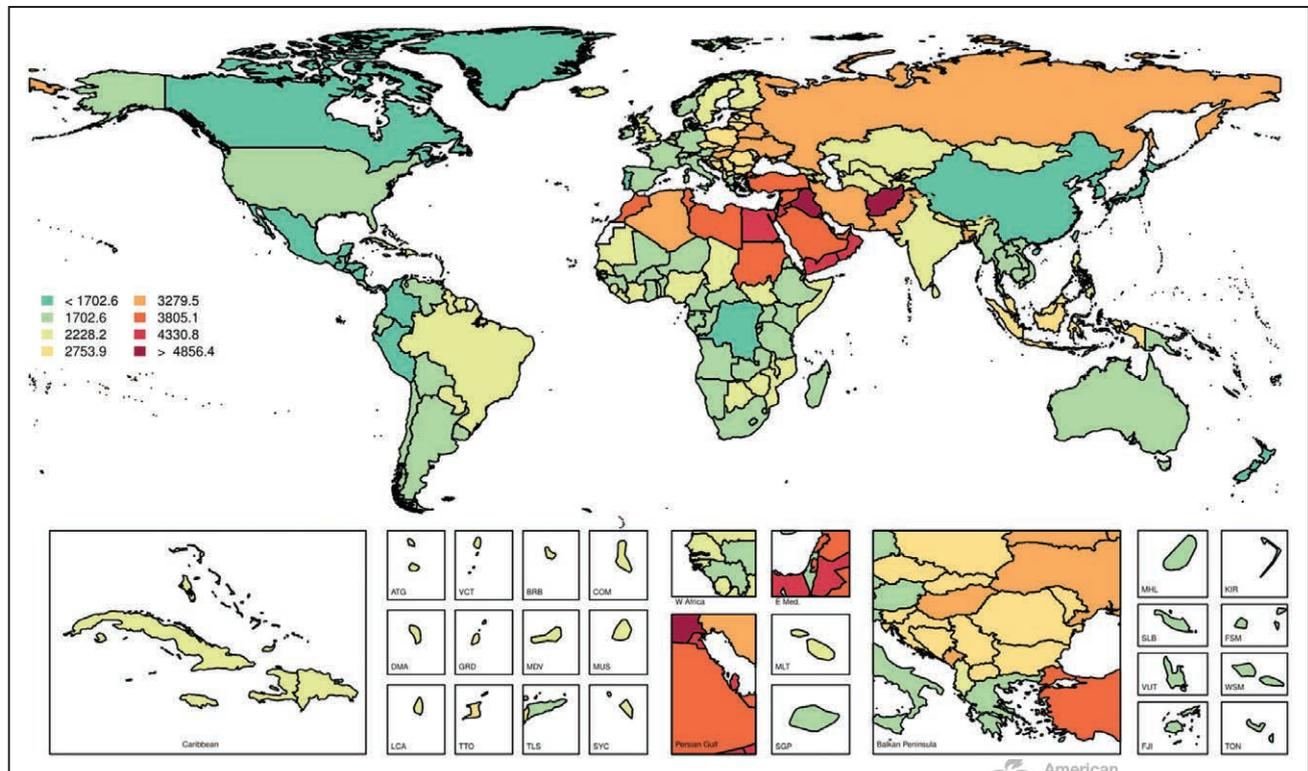 < 1702.6 3279.5
1702.6 3805.1
2228.2 4330.8
2753.9 > 4856.4
Caribbean
ATG VCT BRB COM
DMA GRD MDV MUS
LCA TTO TLS SYC
W Africa E Med.
Persian Gulf
MLT
SGP
Balkan Peninsula
MHL KIR
SLB FSM
VUT WSM
FJI TON
American